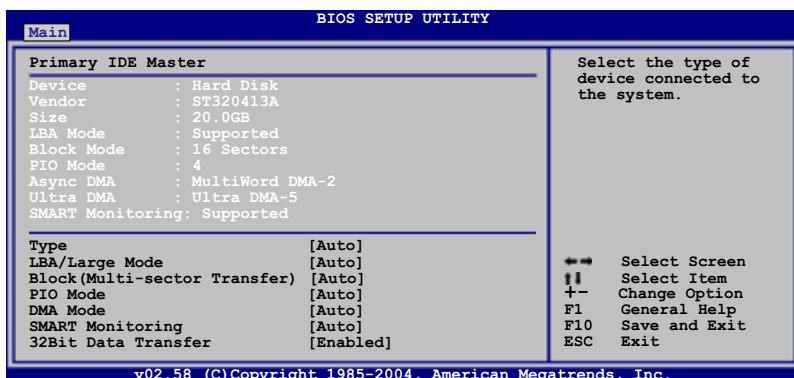 BIOS SETUP UTILITY
Main
Primary IDE Master
Device : Hard Disk
Vendor : ST320413A
Size : 20.0GB
LBA Mode : Supported
Block Mode : 16 Sectors
PIO Mode : 4
Async DMA : MultiWord DMA-2
Ultra DMA : Ultra DMA-5
SMART Monitoring: Supported
Type [Auto]
LBA/Large Mode [Auto]
Block(Multi-sector Transfer) [Auto]
PIO Mode [Auto]
DMA Mode [Auto]
SMART Monitoring [Auto]
32Bit Data Transfer [Enabled]
Select the type of
device connected to
the system.
←→ Select Screen
↑↓ Select Item
+- Change Option
F1 General Help
F10 Save and Exit
ESC Exit
v02.58 (C)Copyright 1985-2004, American Megatrends, Inc.